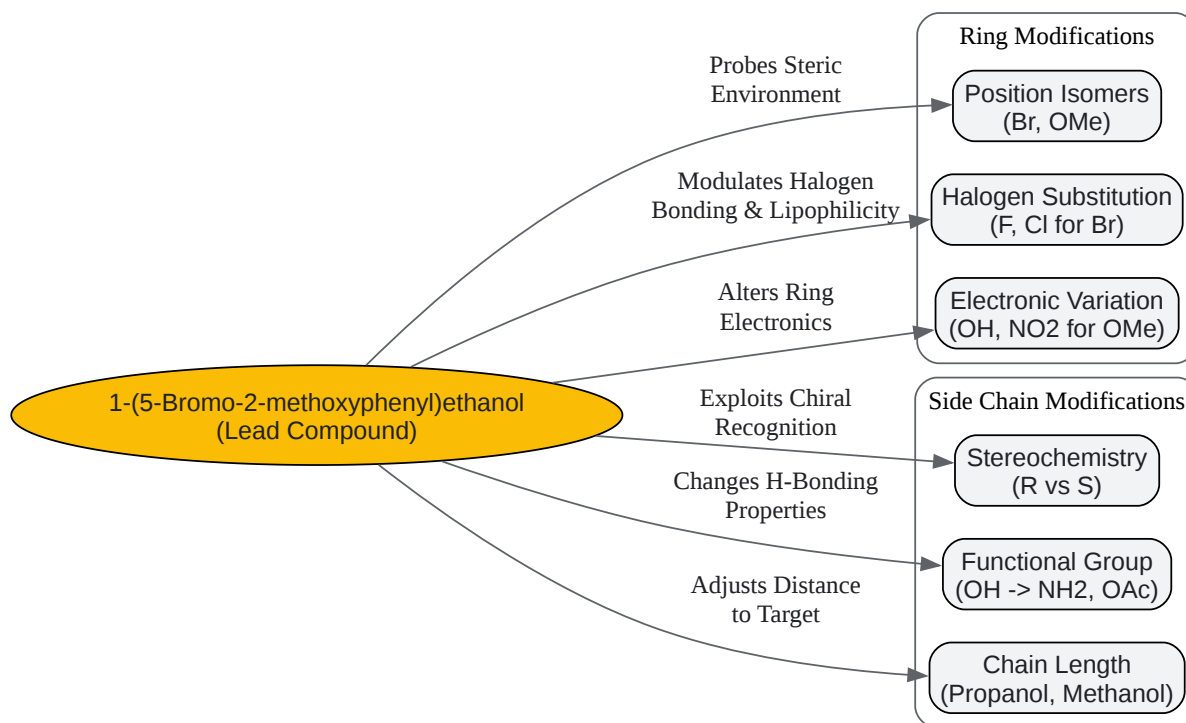 1-(5-Bromo-2-methoxyphenyl)ethanol
(Lead Compound)
Probes Steric
Environment
Modulates Halogen
Bonding & Lipophilicity
Alters Ring
Electronics
Exploits Chiral
Recognition
Changes H-Bonding
Properties
Adjusts Distance
to Target
Ring Modifications
Position Isomers
(Br, OMe)
Halogen Substitution
(F, Cl for Br)
Electronic Variation
(OH, NO2 for OMe)
Side Chain Modifications
Stereochemistry
(R vs S)
Functional Group
(OH -> NH2, OAc)
Chain Length
(Propanol, Methanol)